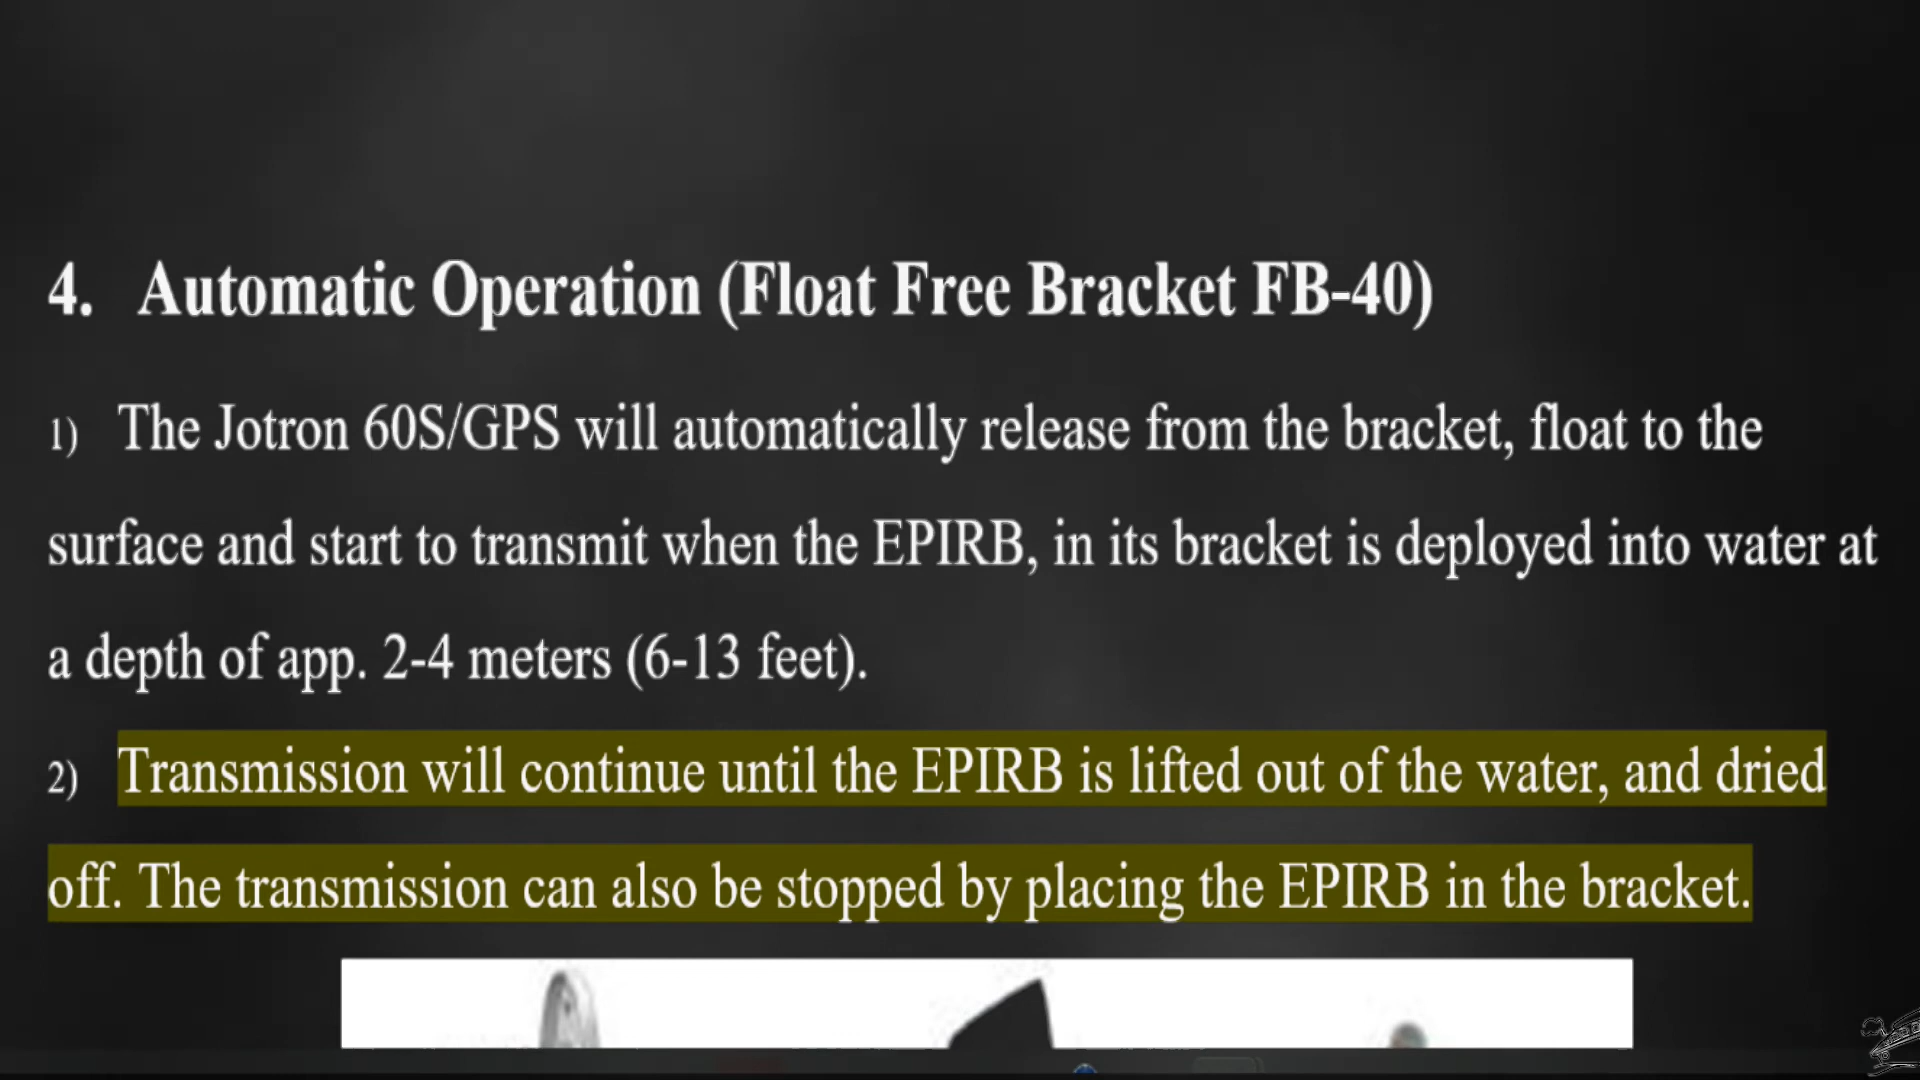 4. Automatic Operation (Float Free Bracket FB-40)
1) The Jotron 60S/GPS will automatically release from the bracket, float to the
surface and start to transmit when the EPIRB, in its bracket is deployed into water at
a depth of app. 2-4 meters (6-13 feet).
2) Transmission will continue until the EPIRB is lifted out of the water, and dried
off. The transmission can also be stopped by placing the EPIRB in the bracket.